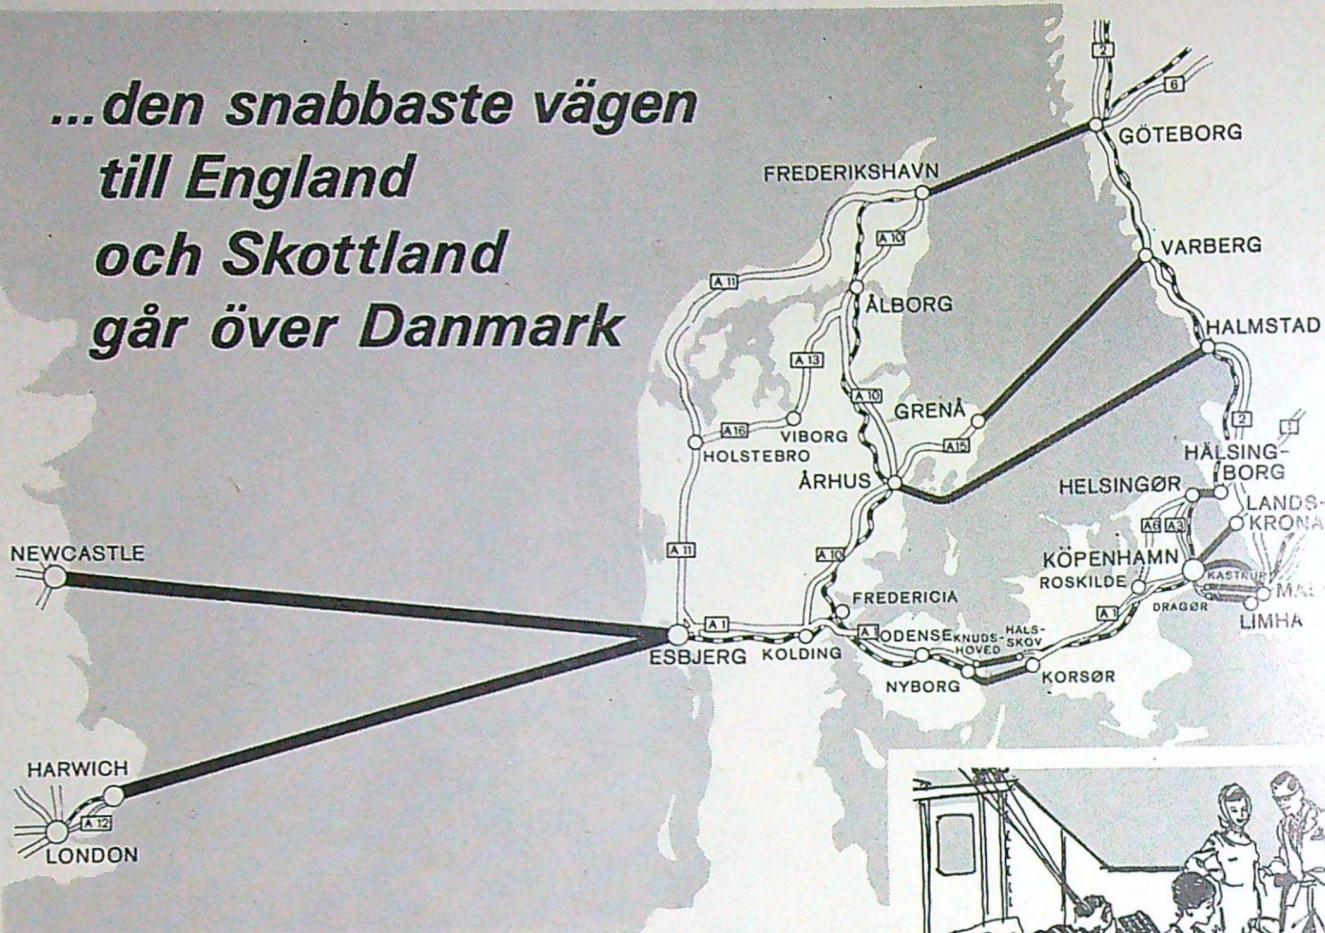 ...den snabbaste vägen
till England
och Skottland
går över Danmark
2
6
GÖTEBORG
FREDERIKSHAVN
A 10
VARBERG
A 11
ÅLBORG
HALMSTAD
A 13
A 10
GRENÅ
2
1
A 16
VIBORG
A 15
HOLSTEBRO
HÄLSING-
BORG
ÅRHUS
HELSINGØR
LANDS-
KRONA
A 6
A 3
NEWCASTLE
A 11
A 10
KÖPENHAMN
ROSKILDE
KASTRUP
DRAGØR
MAL
LIMHA
FREDERICIA
A 1
A 1
A 1
ODENSE
KNUDS-
HOVED
HALS-
SKOV
ESBJERG
KOLDING
NYBORG
KORSØR
HARWICH
A 12
LONDON